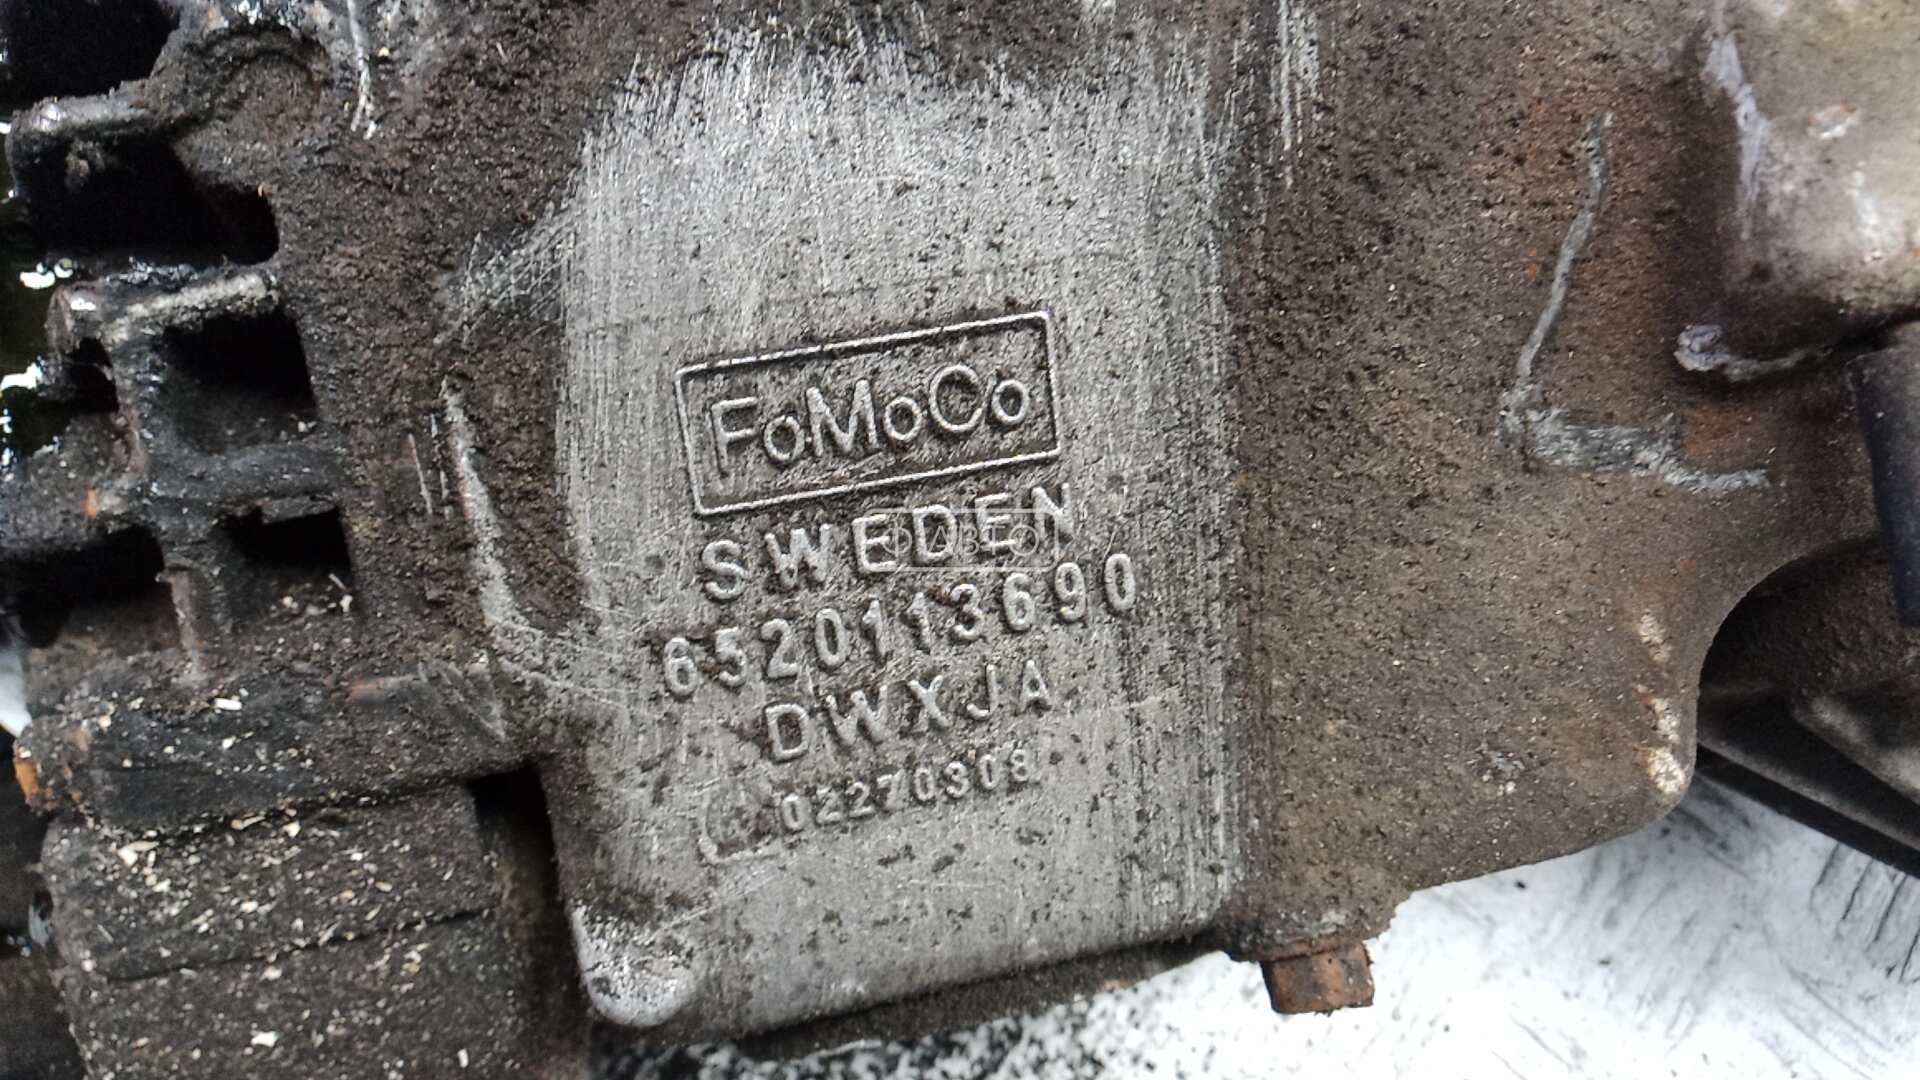 FoMoCo
SWEDEN
6520113690
DWXJA
02270308